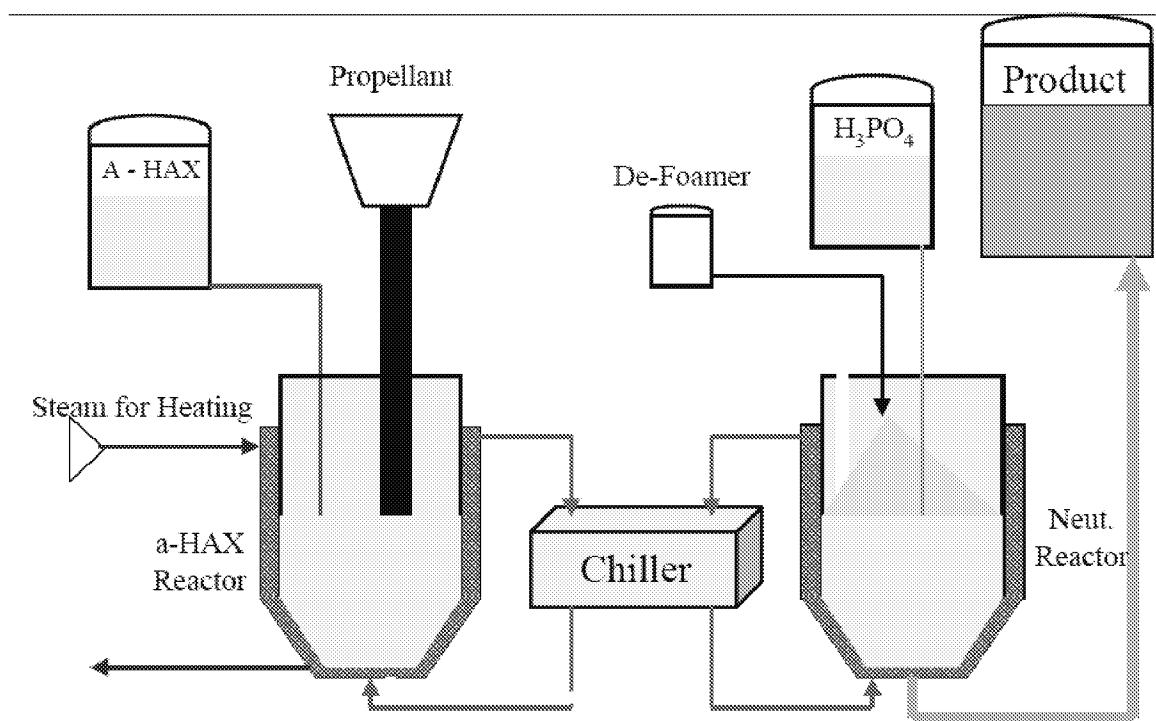 Propellant
Product
A - HAX
H₃PO₄
De-Foamer
Steam for Heating
a-HAX
Reactor
Chiller
Neut.
Reactor